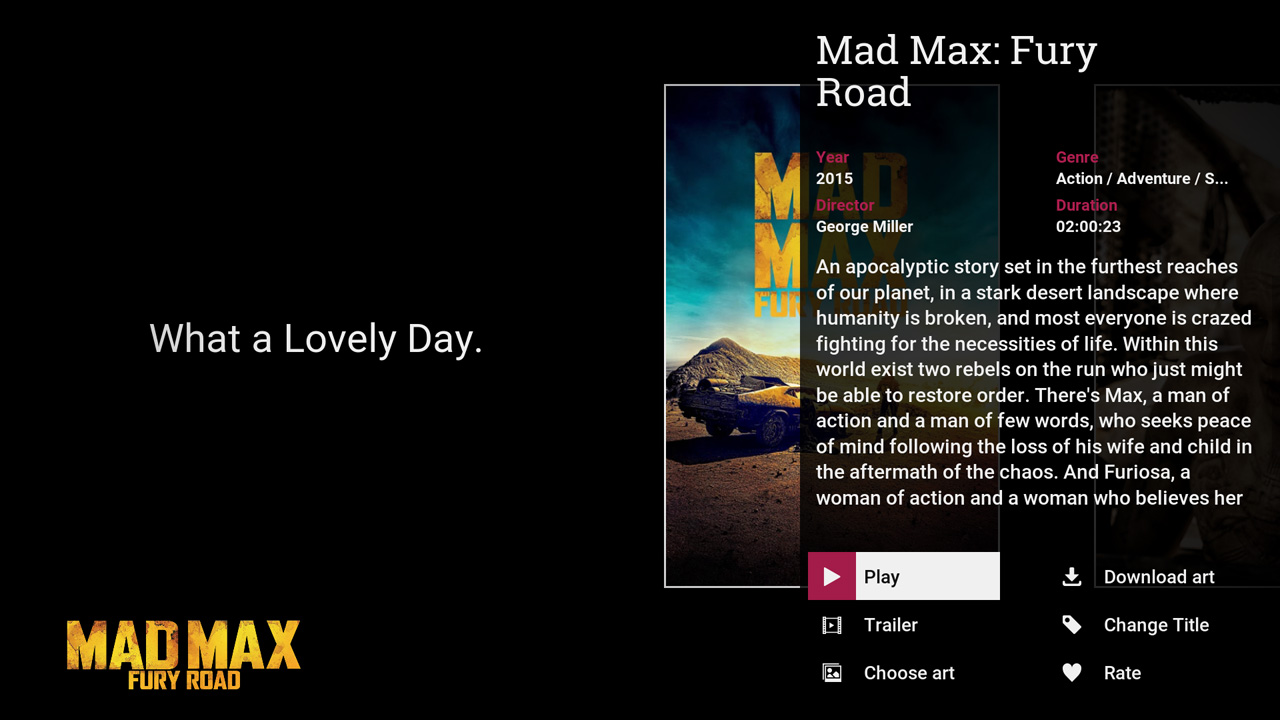 Mad Max: Fury
Road
MAD
MAX
FURY
Year
Genre
2015
Action / Adventure / S...
Director
Duration
George Miller
02:00:23
An apocalyptic story set in the furthest reaches
of our planet, in a stark desert landscape where
humanity is broken, and most everyone is crazed
fighting for the necessities of life. Within this
world exist two rebels on the run who just might
be able to restore order. There's Max, a man of
action and a man of few words, who seeks peace
of mind following the loss of his wife and child in
the aftermath of the chaos. And Furiosa, a
woman of action and a woman who believes her
What a Lovely Day.
Play
Download art
Trailer
Change Title
Choose art
Rate
MAD MAX
FURY ROAD